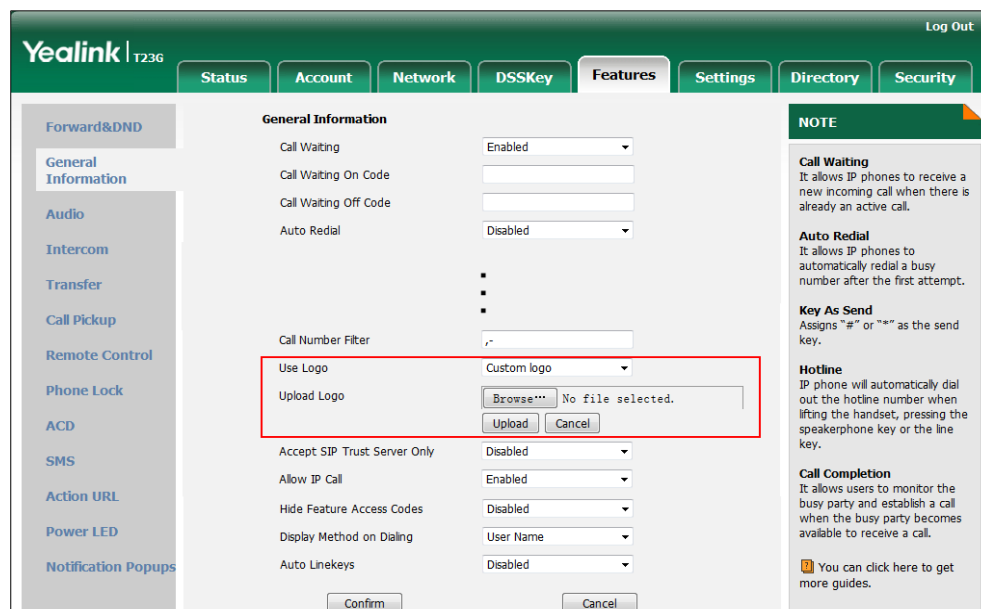 Log Out
Yealink T23G
Status Account Network DSSKey Features Settings Directory Security
Forward&DND
General
Information
Audio
Intercom
Transfer
Call Pickup
Remote Control
Phone Lock
ACD
SMS
Action URL
Power LED
Notification Popups
General Information
Call Waiting Enabled
Call Waiting On Code
Call Waiting Off Code
Auto Redial Disabled
Call Number Filter ,-
Use Logo Custom logo
Upload Logo Browse… No file selected.
Upload Cancel
Accept SIP Trust Server Only Disabled
Allow IP Call Enabled
Hide Feature Access Codes Disabled
Display Method on Dialing User Name
Auto Linekeys Disabled
Confirm Cancel
NOTE
Call Waiting
It allows IP phones to receive a
new incoming call when there is
already an active call.
Auto Redial
It allows IP phones to
automatically redial a busy
number after the first attempt.
Key As Send
Assigns "#" or "*" as the send
key.
Hotline
IP phone will automatically dial
out the hotline number when
lifting the handset, pressing the
speakerphone key or the line
key.
Call Completion
It allows users to monitor the
busy party and establish a call
when the busy party becomes
available to receive a call.
You can click here to get
more guides.